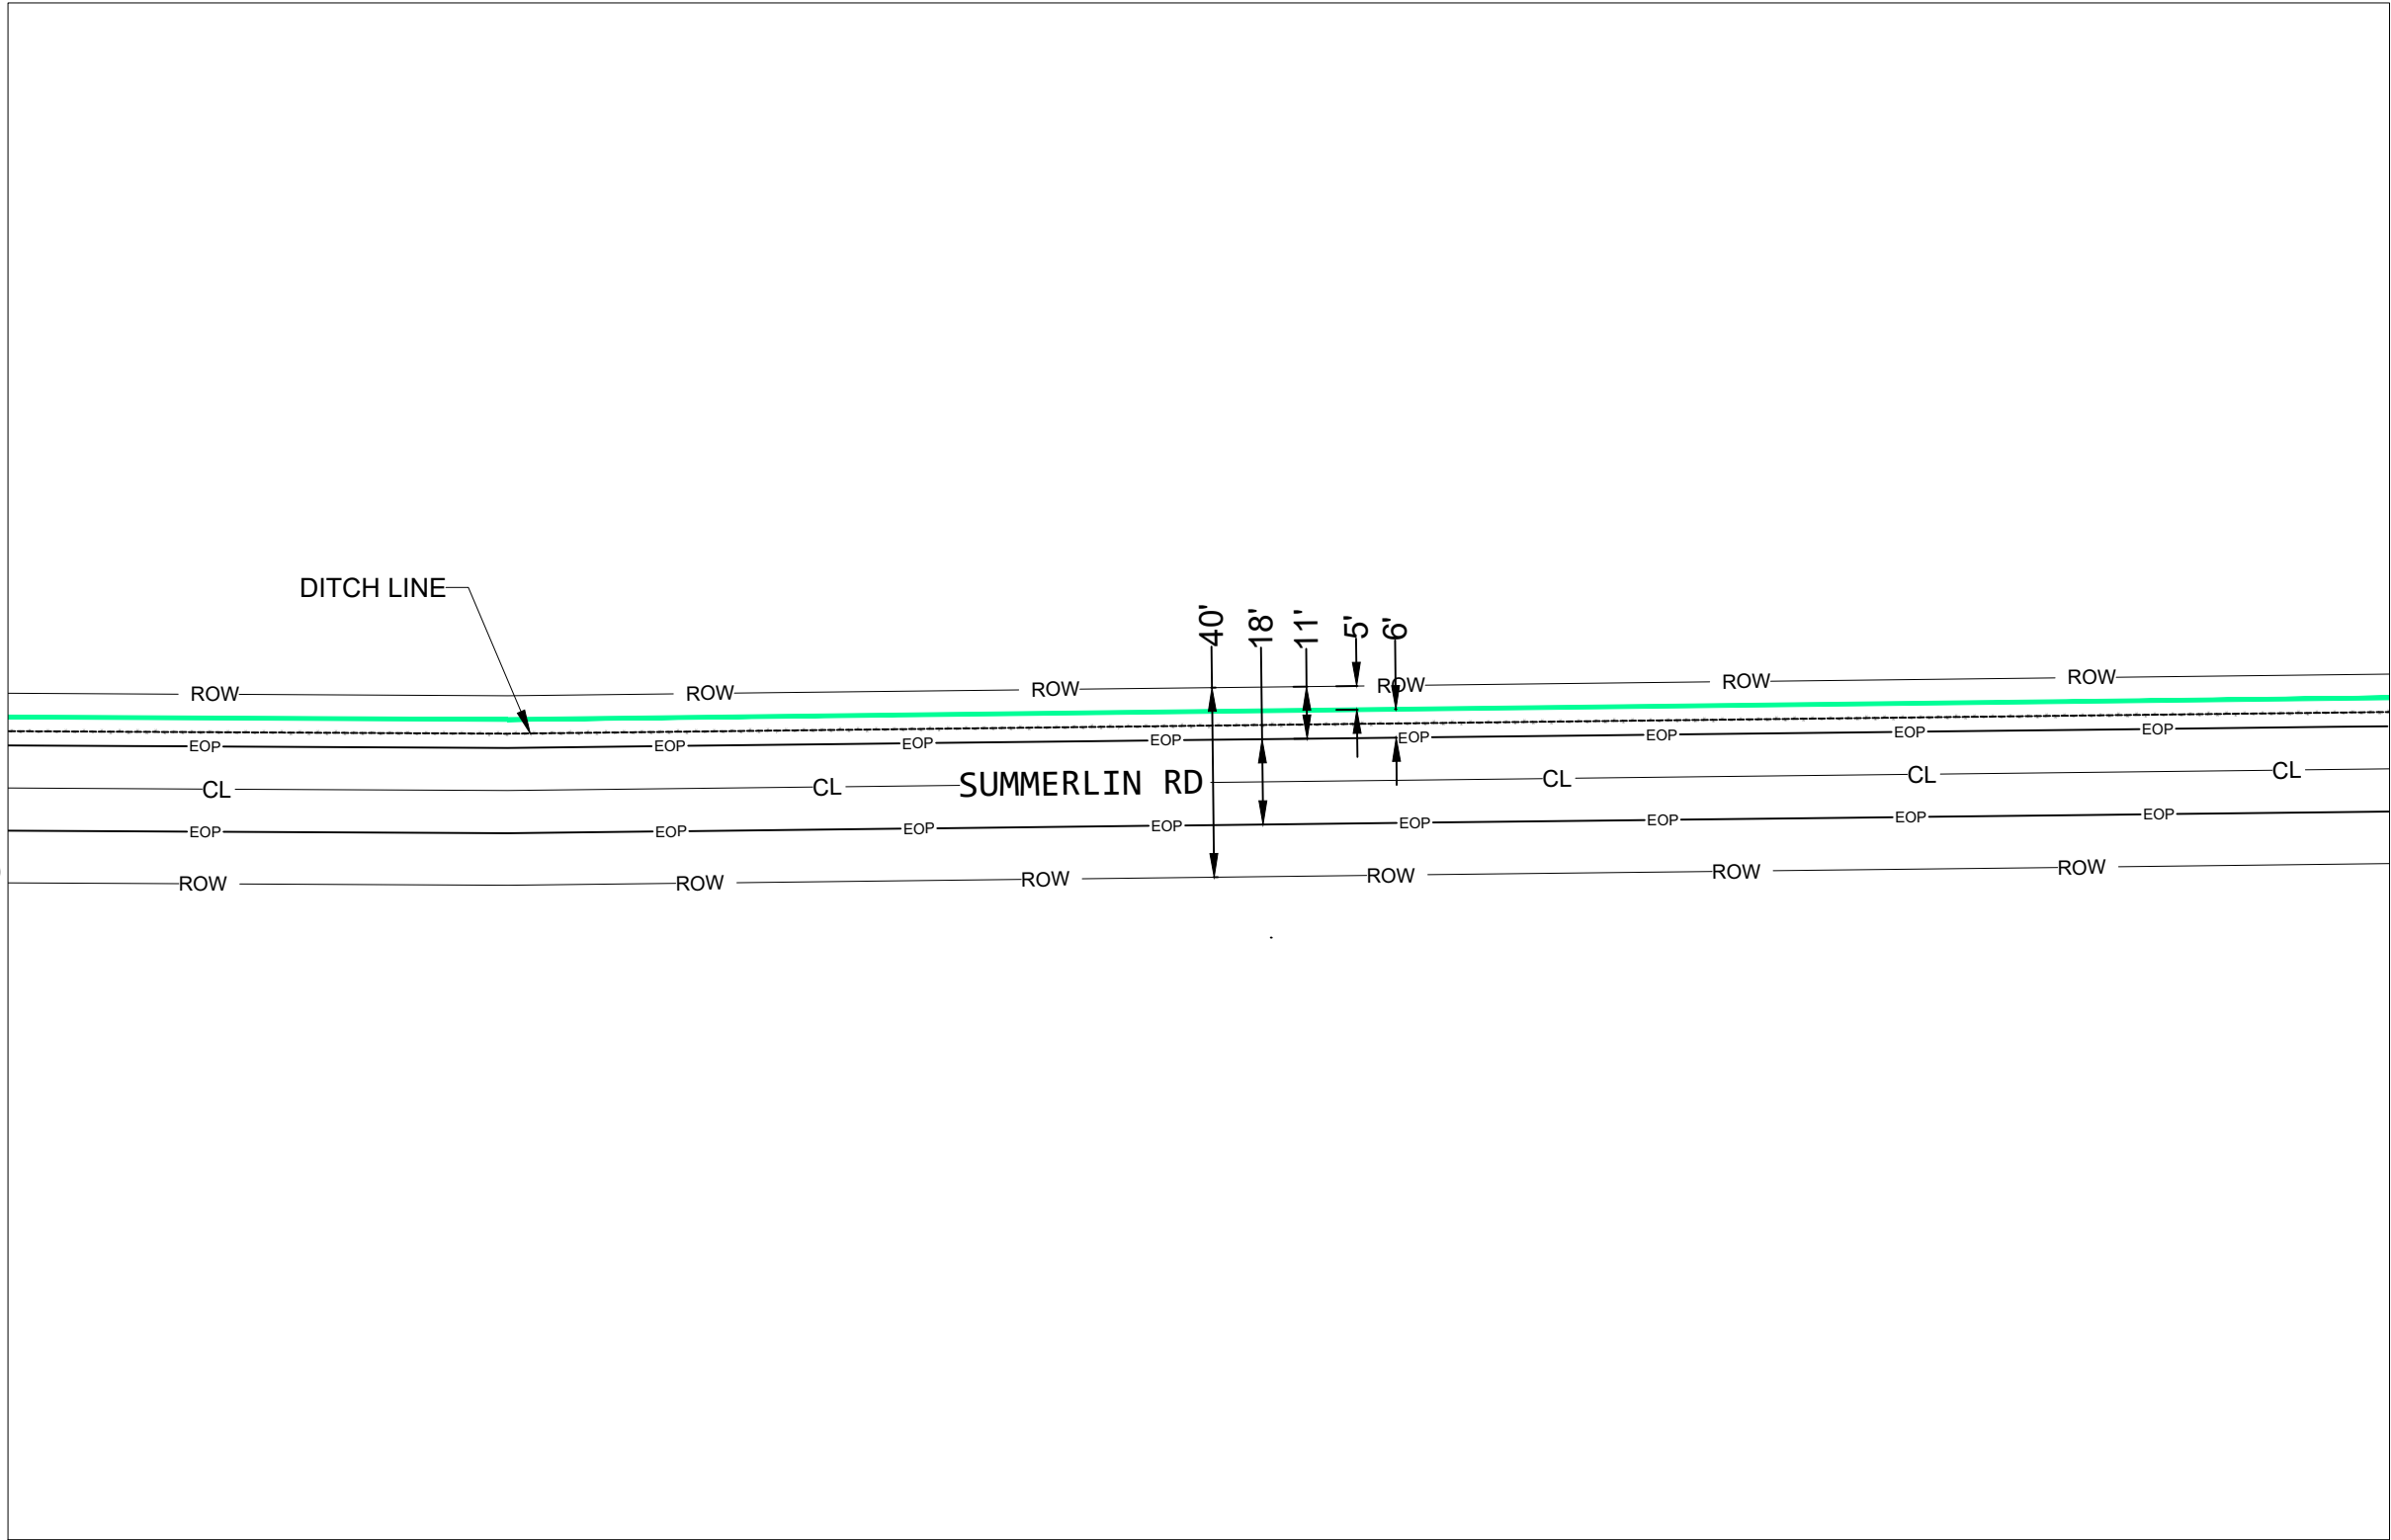 DITCH LINE
40'
18'
11'
5'
6'
ROW ROW ROW ROW ROW ROW
EOP EOP EOP EOP EOP EOP EOP EOP
CL CL SUMMERLIN RD CL CL CL
EOP EOP EOP EOP EOP EOP EOP EOP
ROW ROW ROW ROW ROW ROW